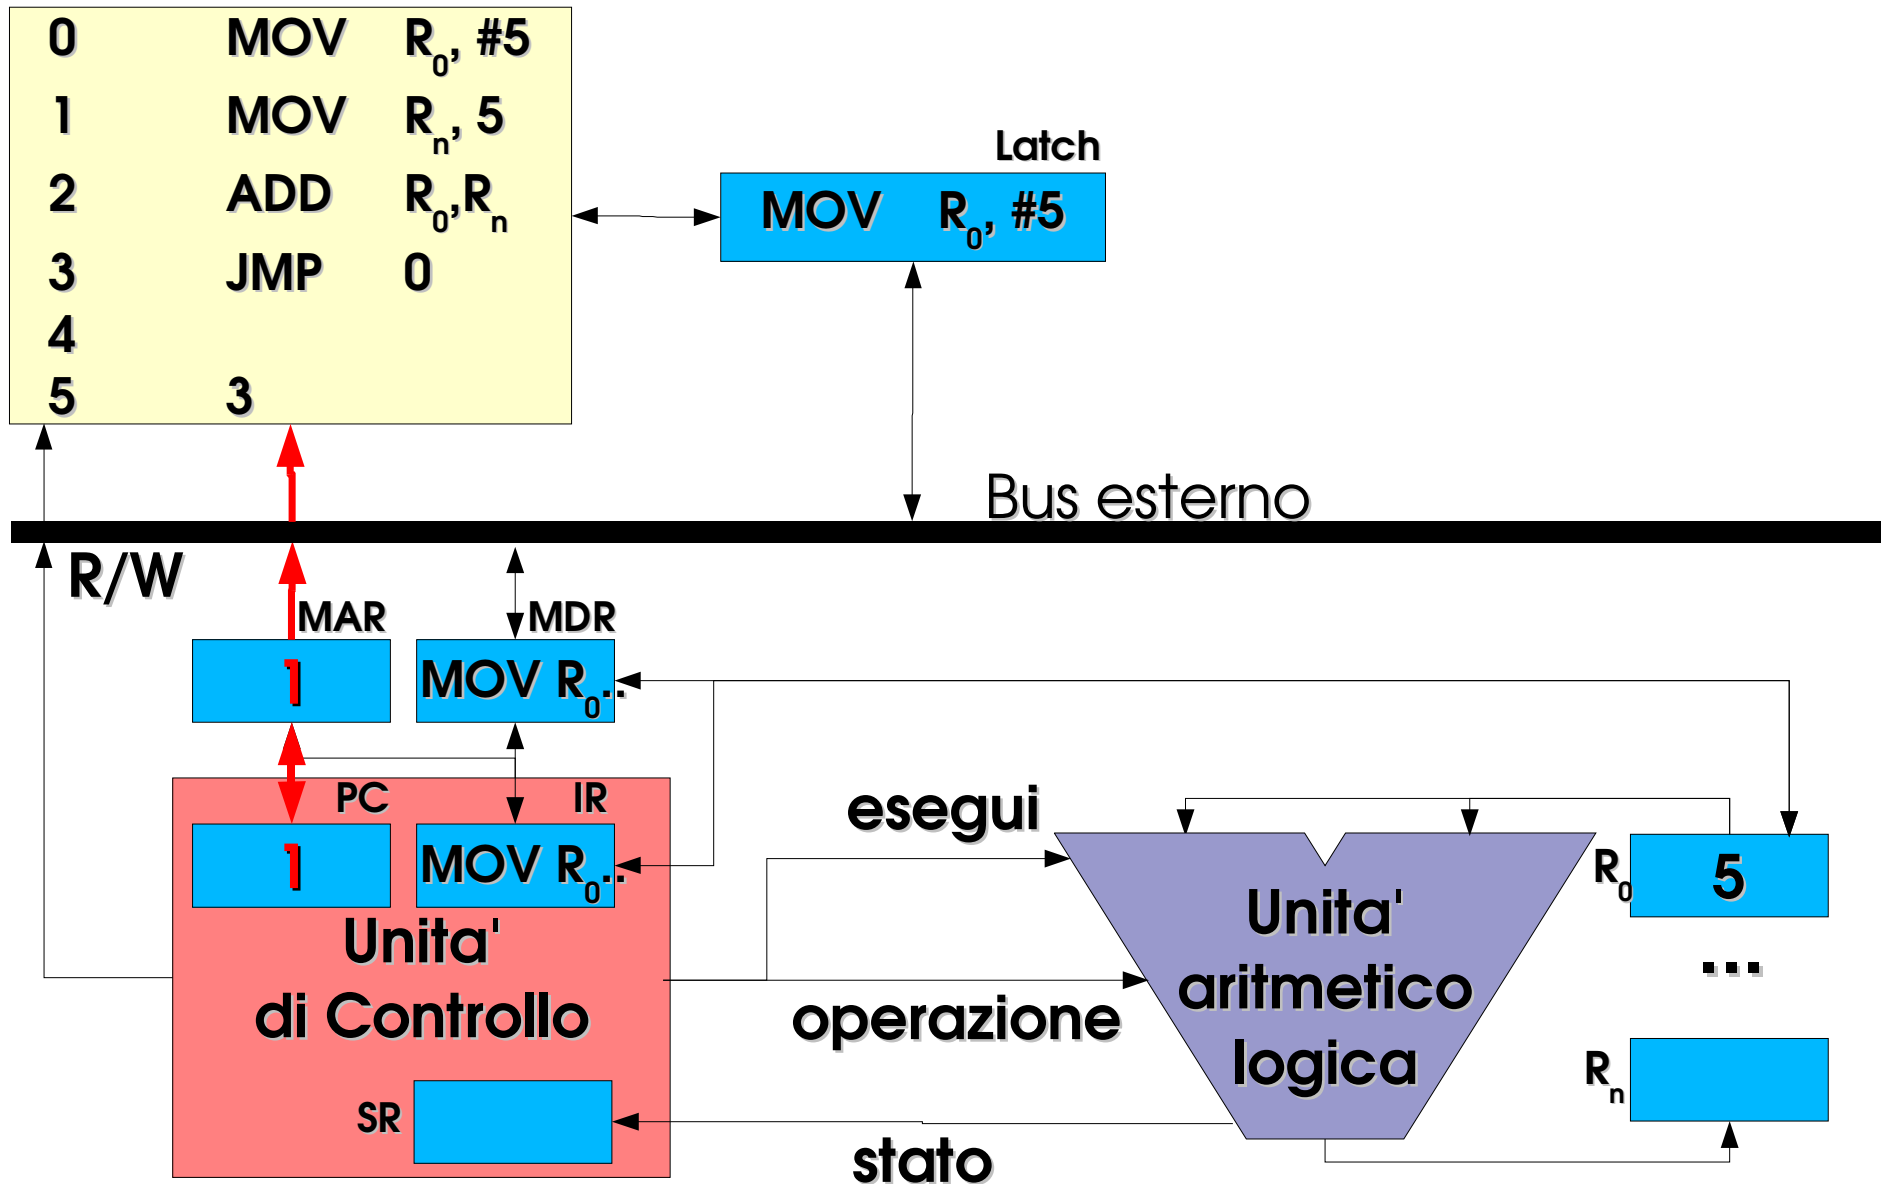 0 MOV R0, #5
1 MOV Rn, 5
2 ADD R0,Rn
3 JMP 0
4
5 3
Latch
MOV R0, #5
Bus esterno
R/W
MAR
MDR
1
MOV R0..
PC
IR
1
MOV R0..
Unita'
di Controllo
SR
esegui
operazione
stato
Unita'
aritmetico
logica
R0
5
...
Rn